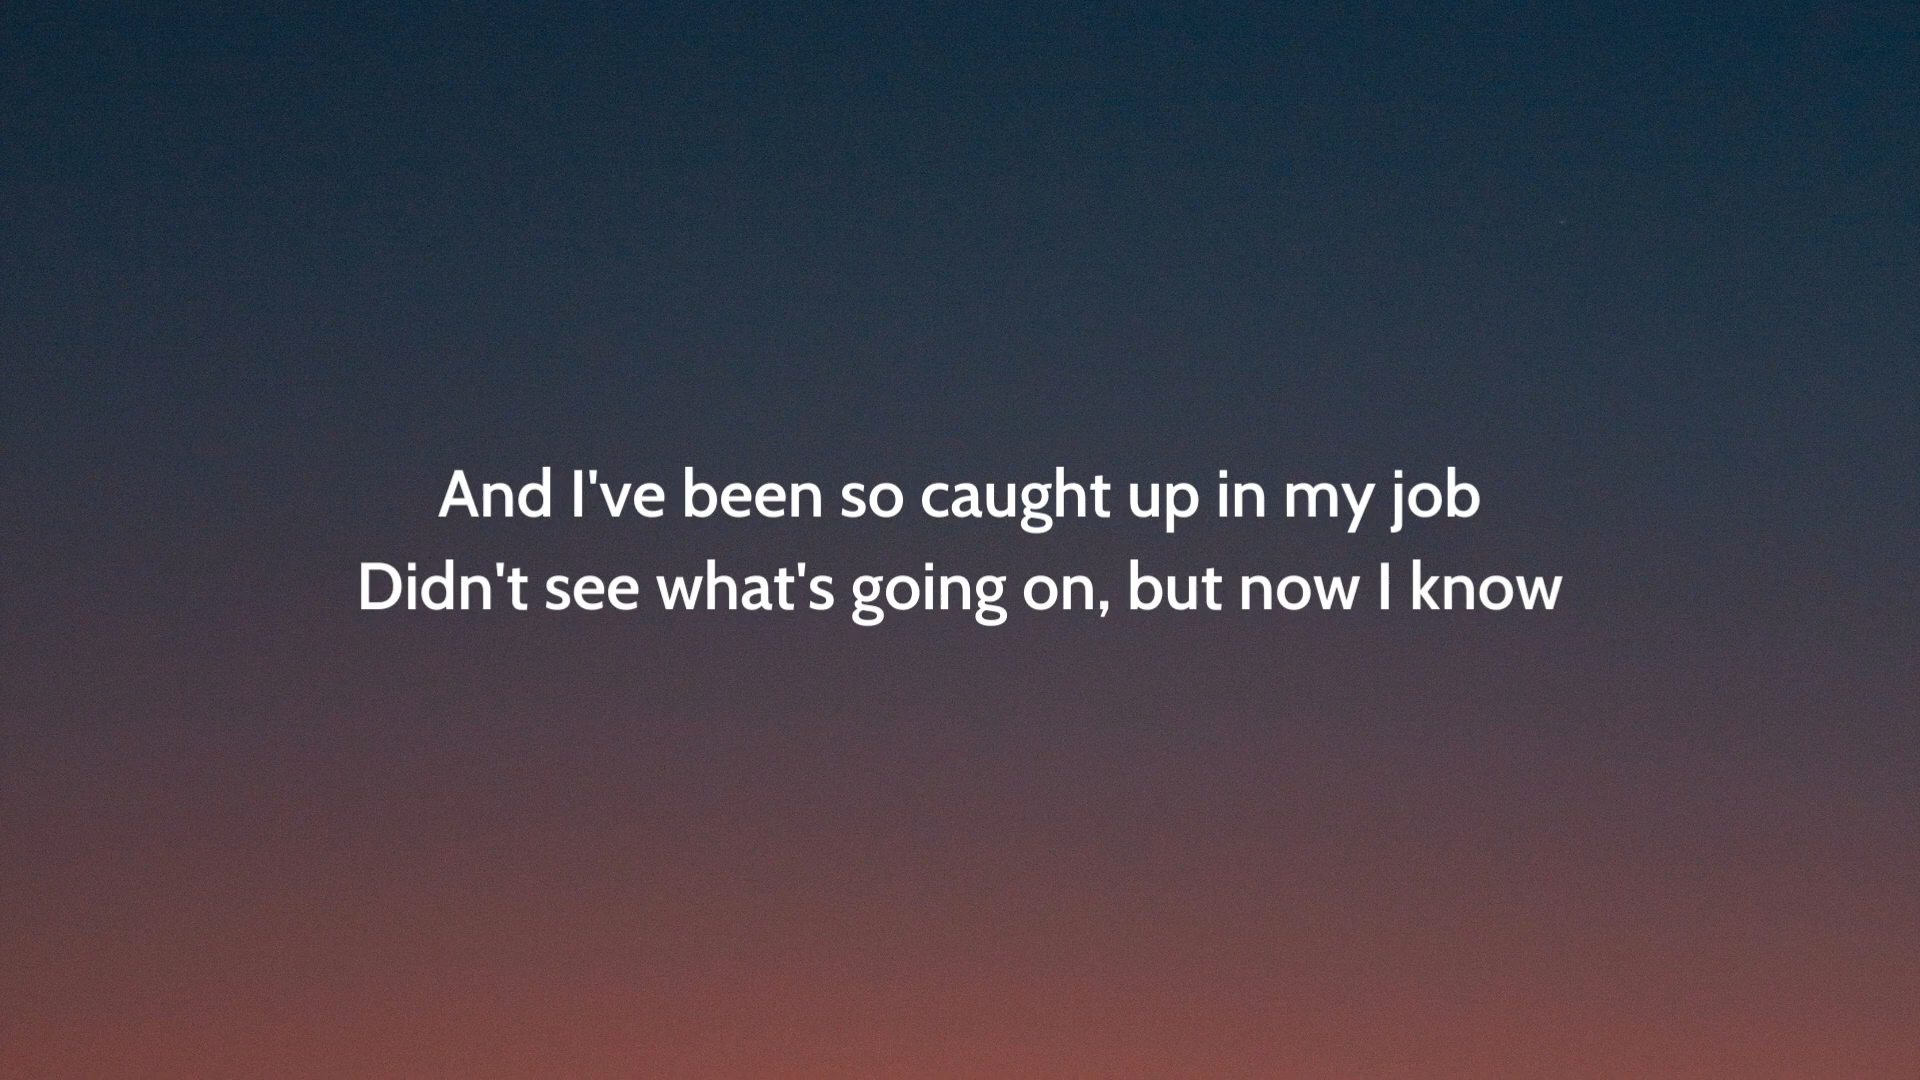 And I've been so caught up in my job
Didn't see what's going on, but now I know